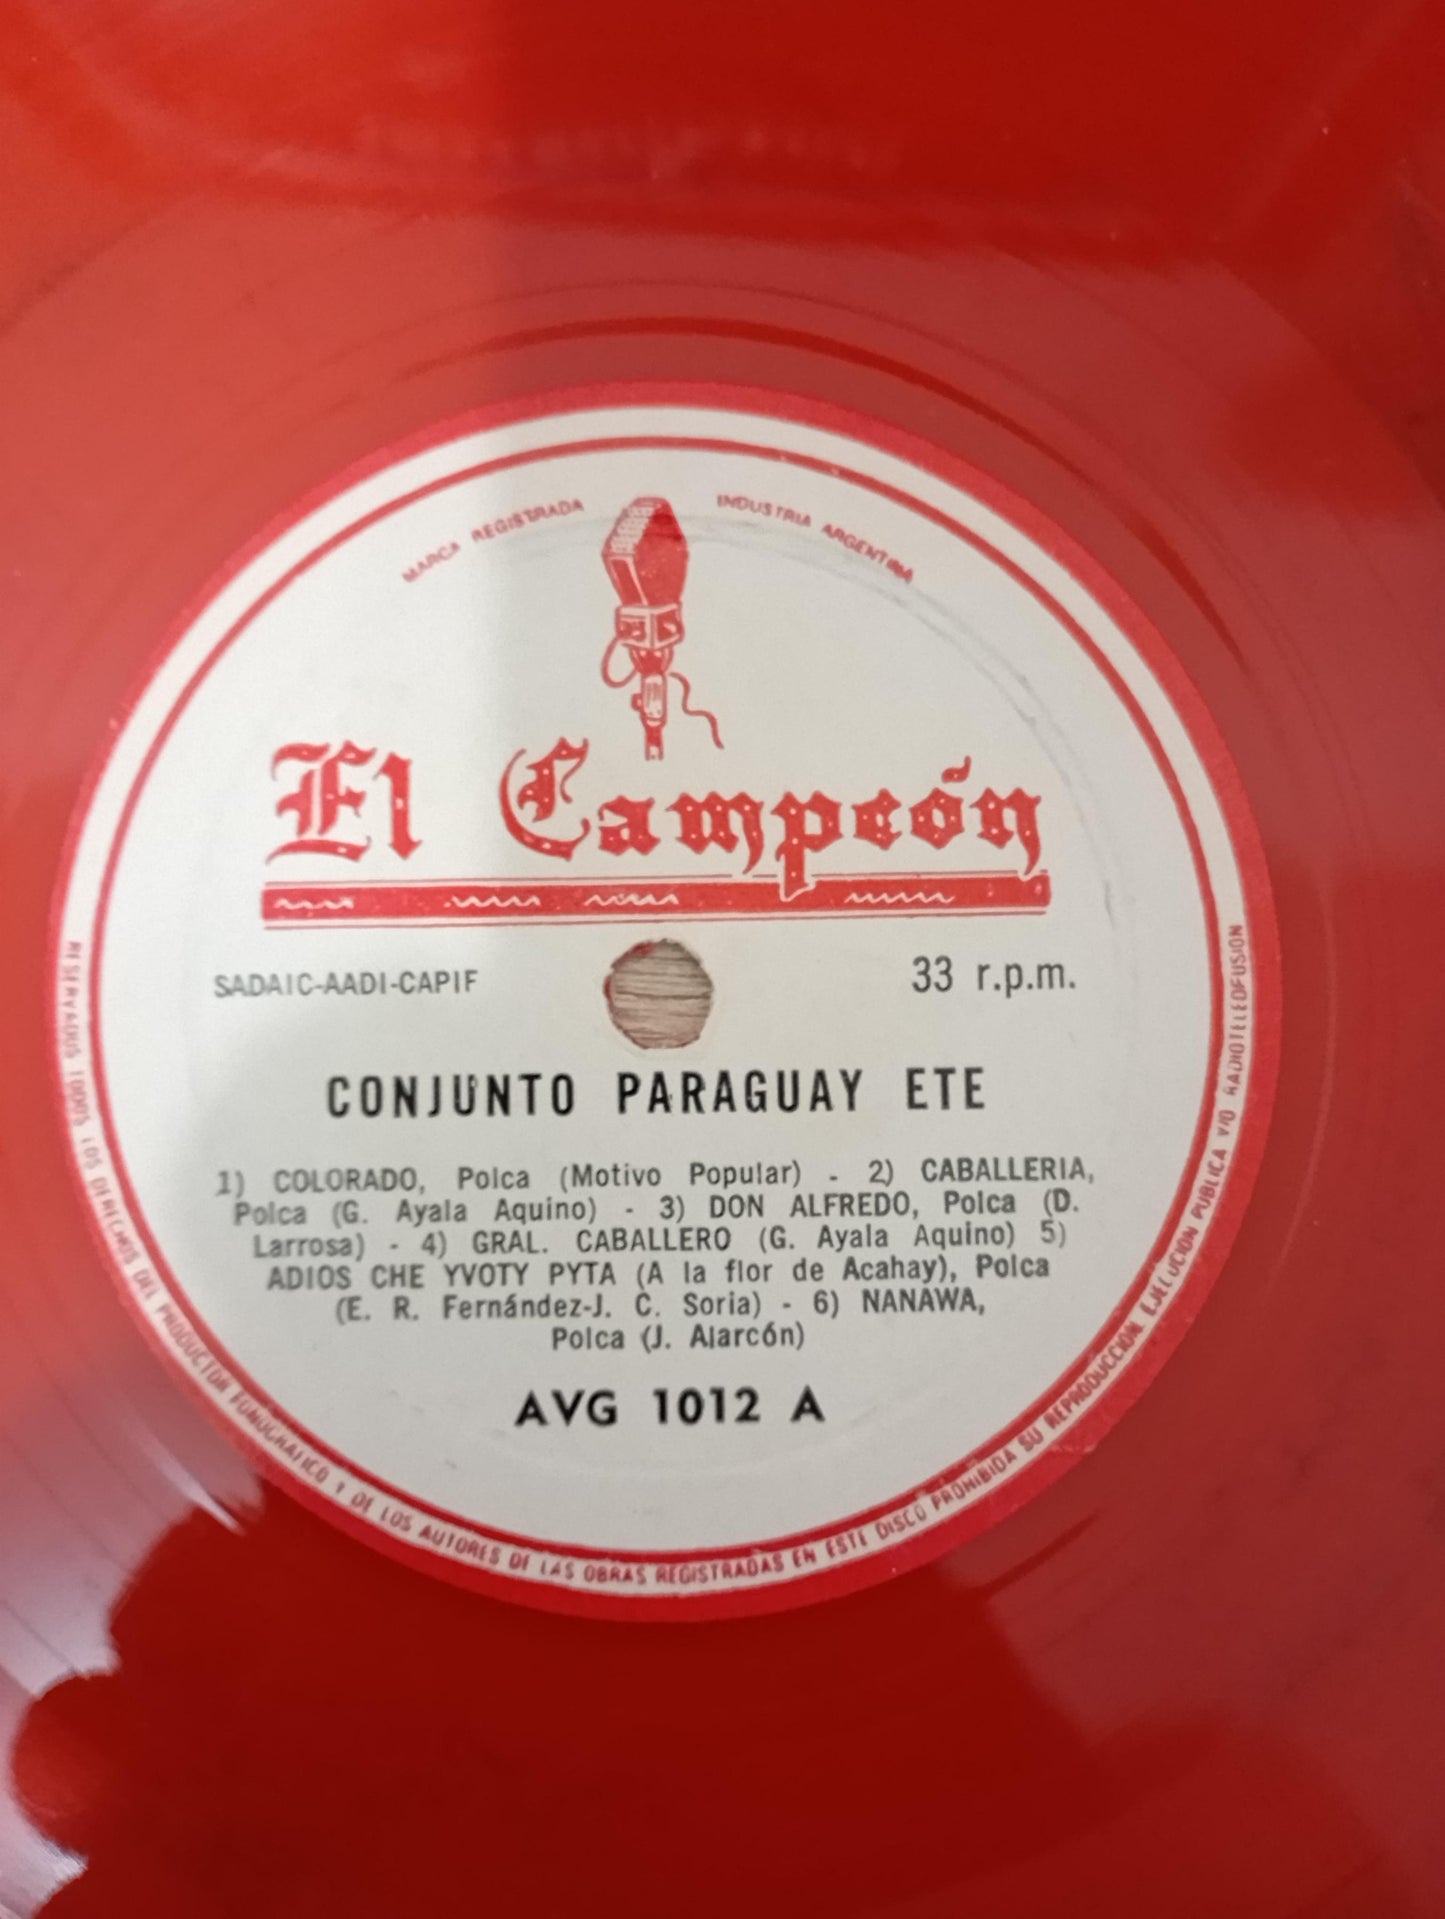 MARCA REGISTRADA
INDUSTRIA ARGENTINA
El Campeón
SADAIC-AADI-CAPIF
33 r.p.m.
CONJUNTO PARAGUAY ETE
1) COLORADO, Polca (Motivo Popular) - 2) CABALLERIA,
Polca (G. Ayala Aquino) - 3) DON ALFREDO, Polca (D.
Larrosa) - 4) GRAL. CABALLERO (G. Ayala Aquino) 5)
ADIOS CHE YVOTY PYTA (A la flor de Acahay), Polca
(E. R. Fernández-J. C. Soria) - 6) NANAWA,
Polca (J. Alarcón)
AVG 1012 A
RESERVADOS TODOS LOS DERECHOS DEL PRODUCTOR FONOGRAFICO Y DE LOS AUTORES DE LAS OBRAS REGISTRADAS EN ESTE DISCO PROHIBIDA SU REPRODUCCION EJECUCION PUBLICA Y/O RADIOTELEDIFUSION